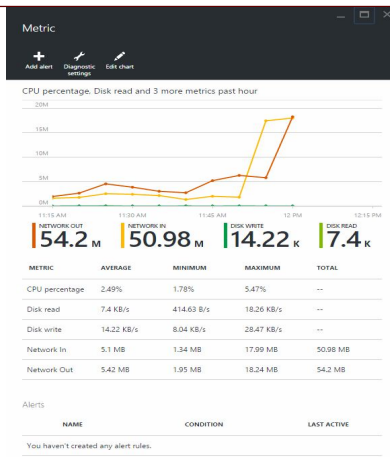 Metric
Add alert Diagnostic settings Edit chart
CPU percentage, Disk read and 3 more metrics past hour
20M
15M
10M
5M
0M
11:15 AM 11:30 AM 11:45 AM 12 PM 12:15 PM
NETWORK OUT NETWORK IN DISK WRITE DISK READ
54.2 M 50.98 M 14.22 K 7.4 K
METRIC AVERAGE MINIMUM MAXIMUM TOTAL
CPU percentage 2.49% 1.78% 5.47% --
Disk read 7.4 KB/s 414.63 B/s 18.26 KB/s --
Disk write 14.22 KB/s 8.04 KB/s 28.47 KB/s --
Network In 5.1 MB 1.34 MB 17.99 MB 50.98 MB
Network Out 5.42 MB 1.95 MB 18.24 MB 54.2 MB
Alerts
NAME CONDITION LAST ACTIVE
You haven't created any alert rules.